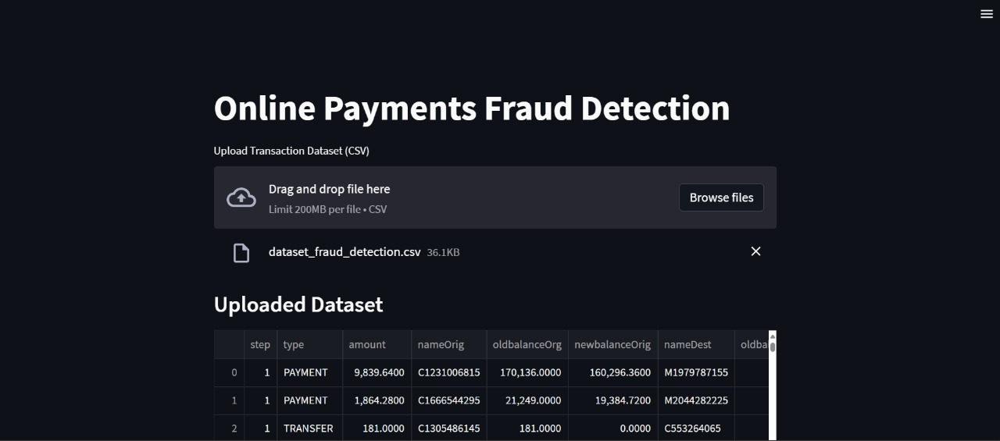 Online Payments Fraud Detection
Upload Transaction Dataset (CSV)
Drag and drop file here
Limit 200MB per file • CSV
Browse files
dataset_fraud_detection.csv 36.1KB
Uploaded Dataset
step type amount nameOrig oldbalanceOrg newbalanceOrig nameDest oldba
0 1 PAYMENT 9,839.6400 C1231006815 170,136.0000 160,296.3600 M1979787155
1 1 PAYMENT 1,864.2800 C1666544295 21,249.0000 19,384.7200 M2044282225
2 1 TRANSFER 181.0000 C1305486145 181.0000 0.0000 C553264065